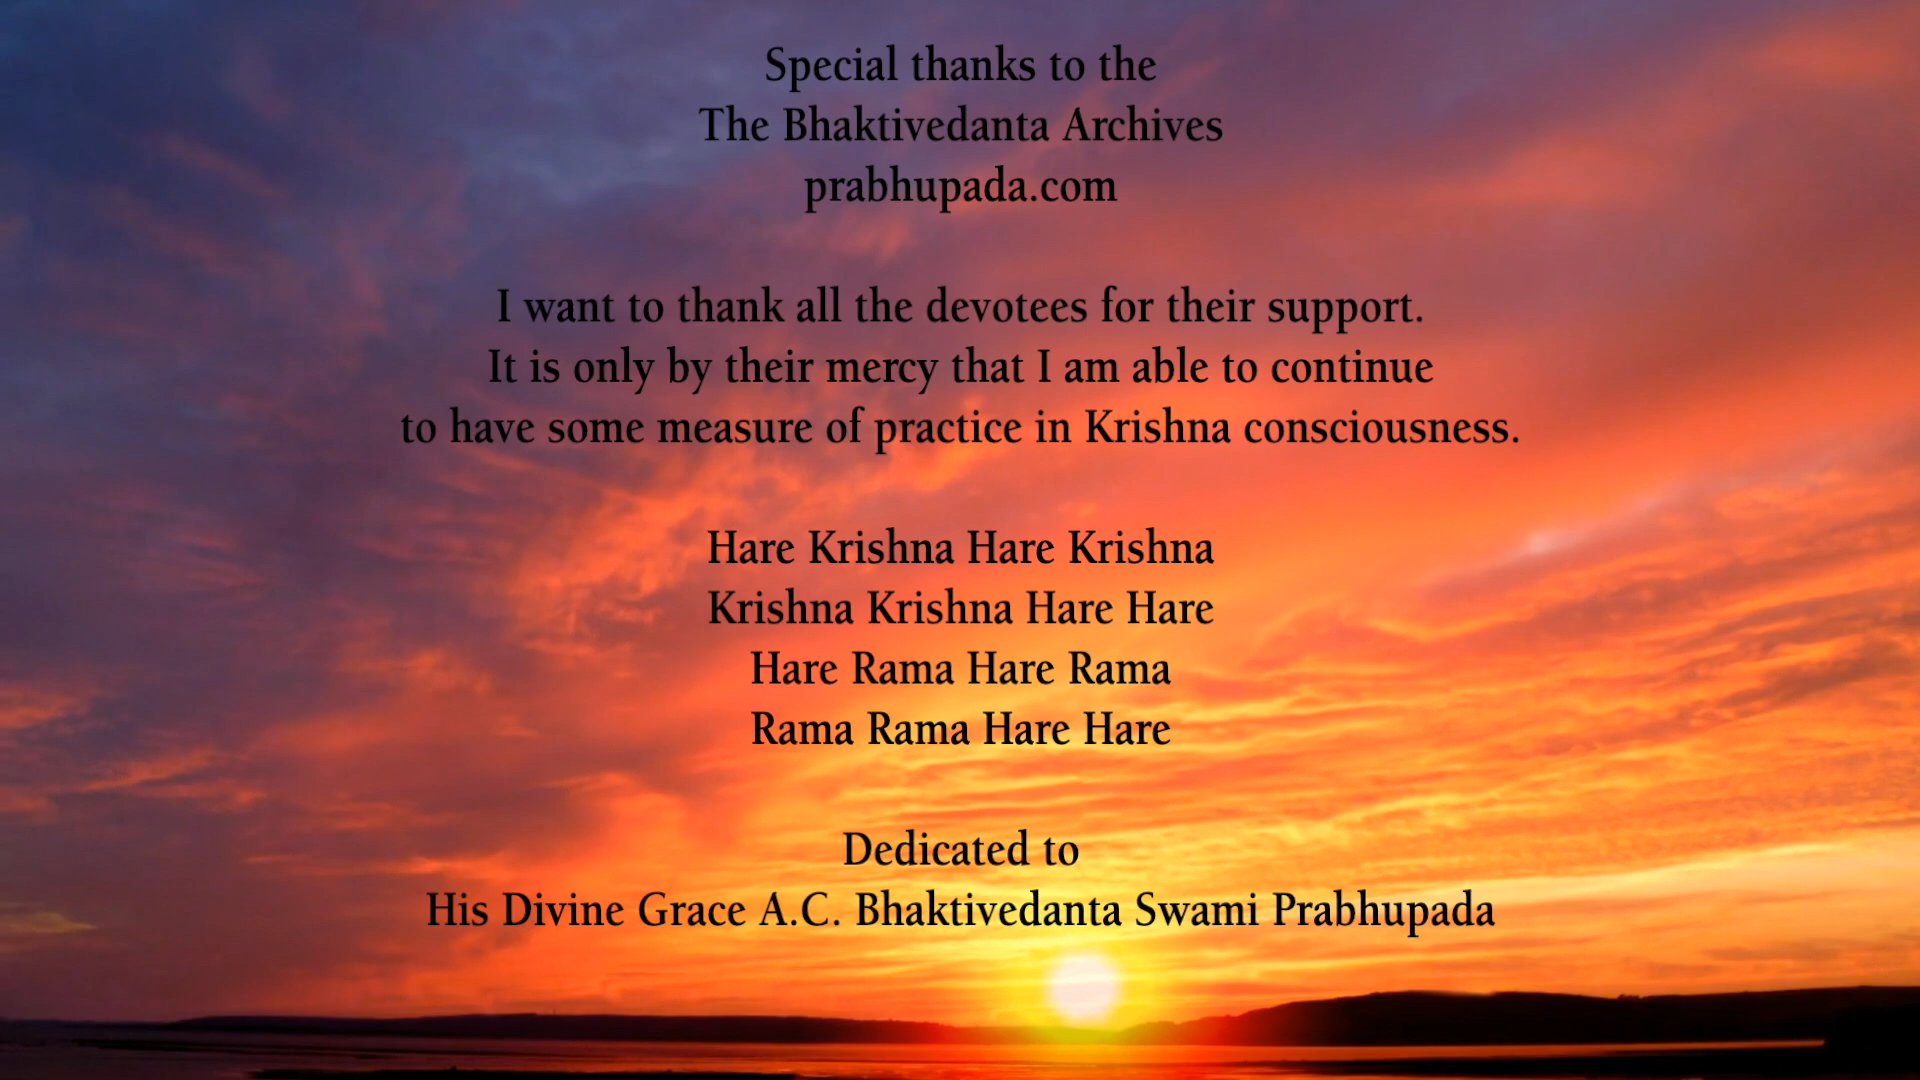 Special thanks to the
The Bhaktivedanta Archives
prabhupada.com
I want to thank all the devotees for their support.
It is only by their mercy that I am able to continue
to have some measure of practice in Krishna consciousness.
Hare Krishna Hare Krishna
Krishna Krishna Hare Hare
Hare Rama Hare Rama
Rama Rama Hare Hare
Dedicated to
His Divine Grace A.C. Bhaktivedanta Swami Prabhupada